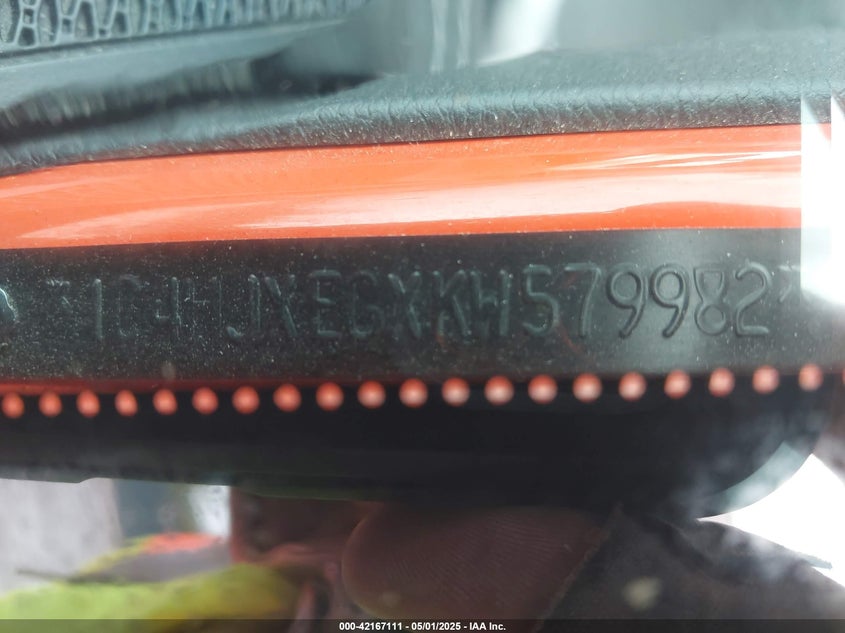 *1C4HJXEGXKW579982*
000-42167111 - 05/01/2025 - IAA Inc.